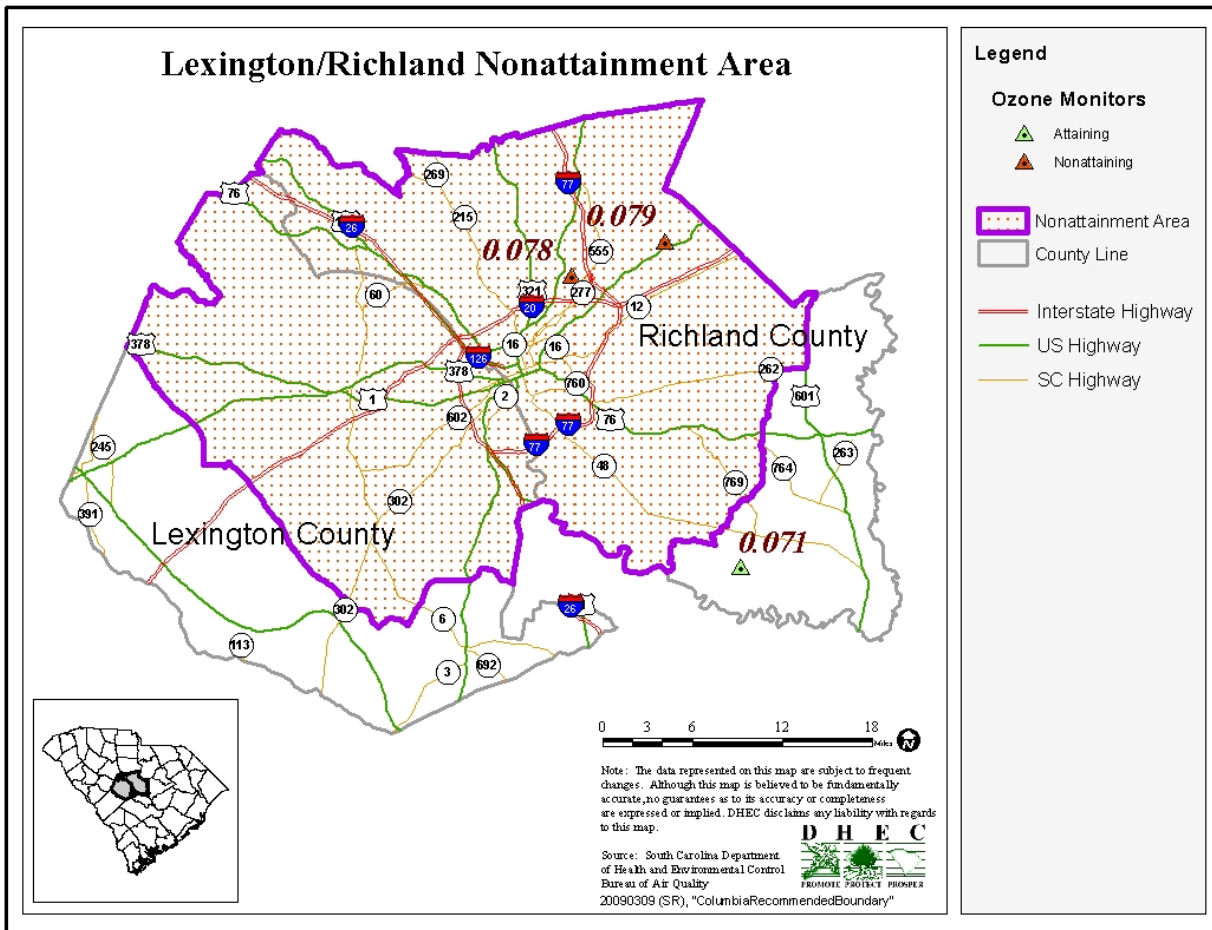 Lexington/Richland Nonattainment Area
77
269
76
26
215
0.079
0.078
555
60
321
277
20
12
Richland County
378
16
16
126
378
262
760
1
2
601
602
76
77
77
245
263
48
764
769
302
391
Lexington County
0.071
302
26
6
113
692
3
0 3 6 12 18
Miles
N
Note: The data represented on this map are subject to frequent
changes. Although this map is believed to be fundamentally
accurate, no guarantees as to its accuracy or completeness
are expressed or implied. DHEC disclaims any liability with regards
to this map.
D H E C
PROMOTE PROTECT PROSPER
Source: South Carolina Department
of Health and Environmental Control
Bureau of Air Quality
20090309 (SR), "ColumbiaRecommendedBoundary"
Legend
Ozone Monitors
Attaining
Nonattaining
Nonattainment Area
County Line
Interstate Highway
US Highway
SC Highway